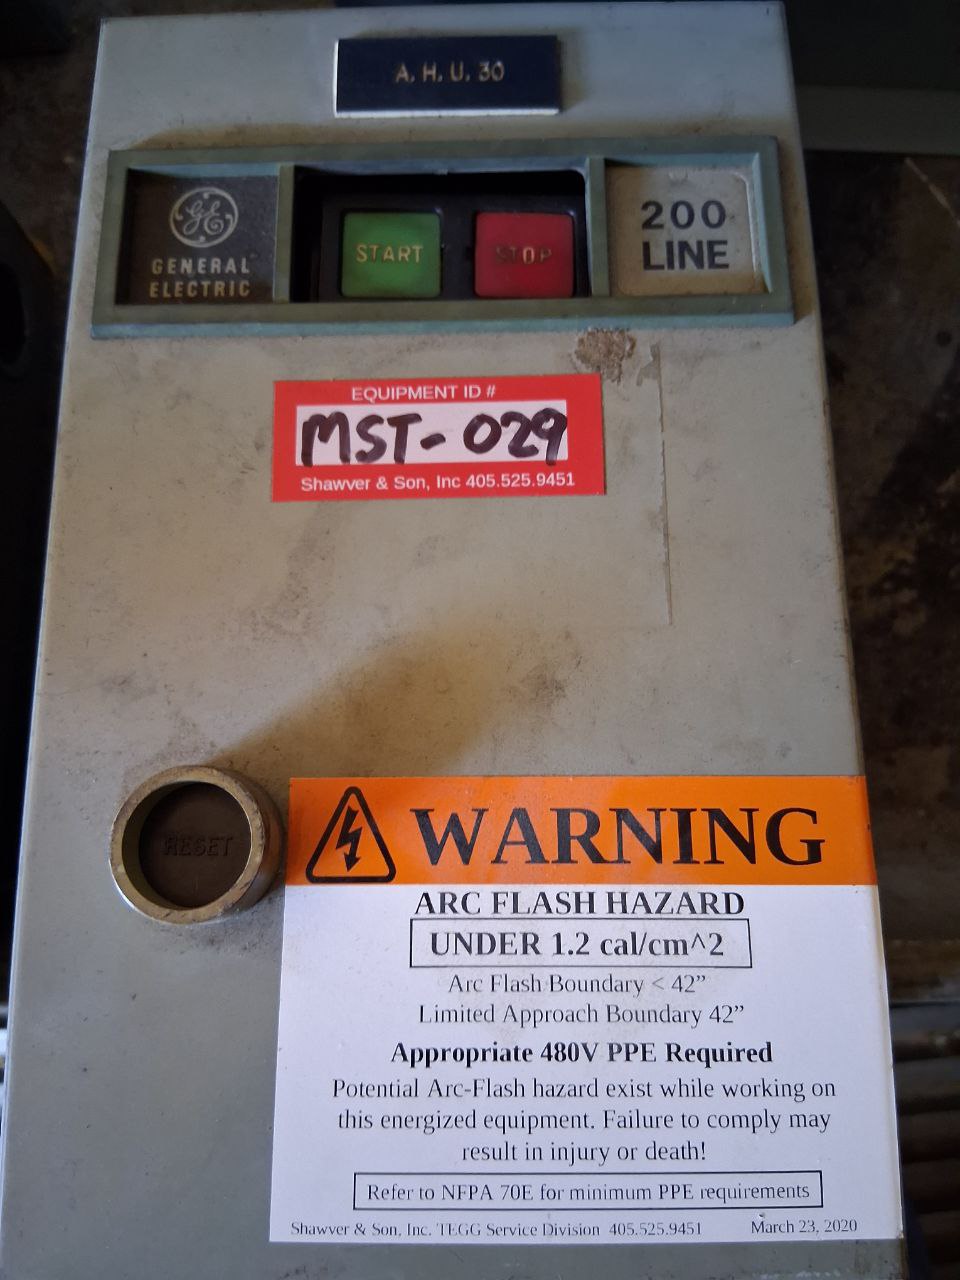 A. H. U. 30
GE
GENERAL
ELECTRIC
START
STOP
200
LINE
EQUIPMENT ID #
MST-029
Shawver & Son, Inc 405.525.9451
RESET
WARNING
ARC FLASH HAZARD
UNDER 1.2 cal/cm^2
Arc Flash Boundary < 42”
Limited Approach Boundary 42”
Appropriate 480V PPE Required
Potential Arc-Flash hazard exist while working on
this energized equipment. Failure to comply may
result in injury or death!
Refer to NFPA 70E for minimum PPE requirements
Shawver & Son, Inc. TEGG Service Division 405.525.9451
March 23, 2020